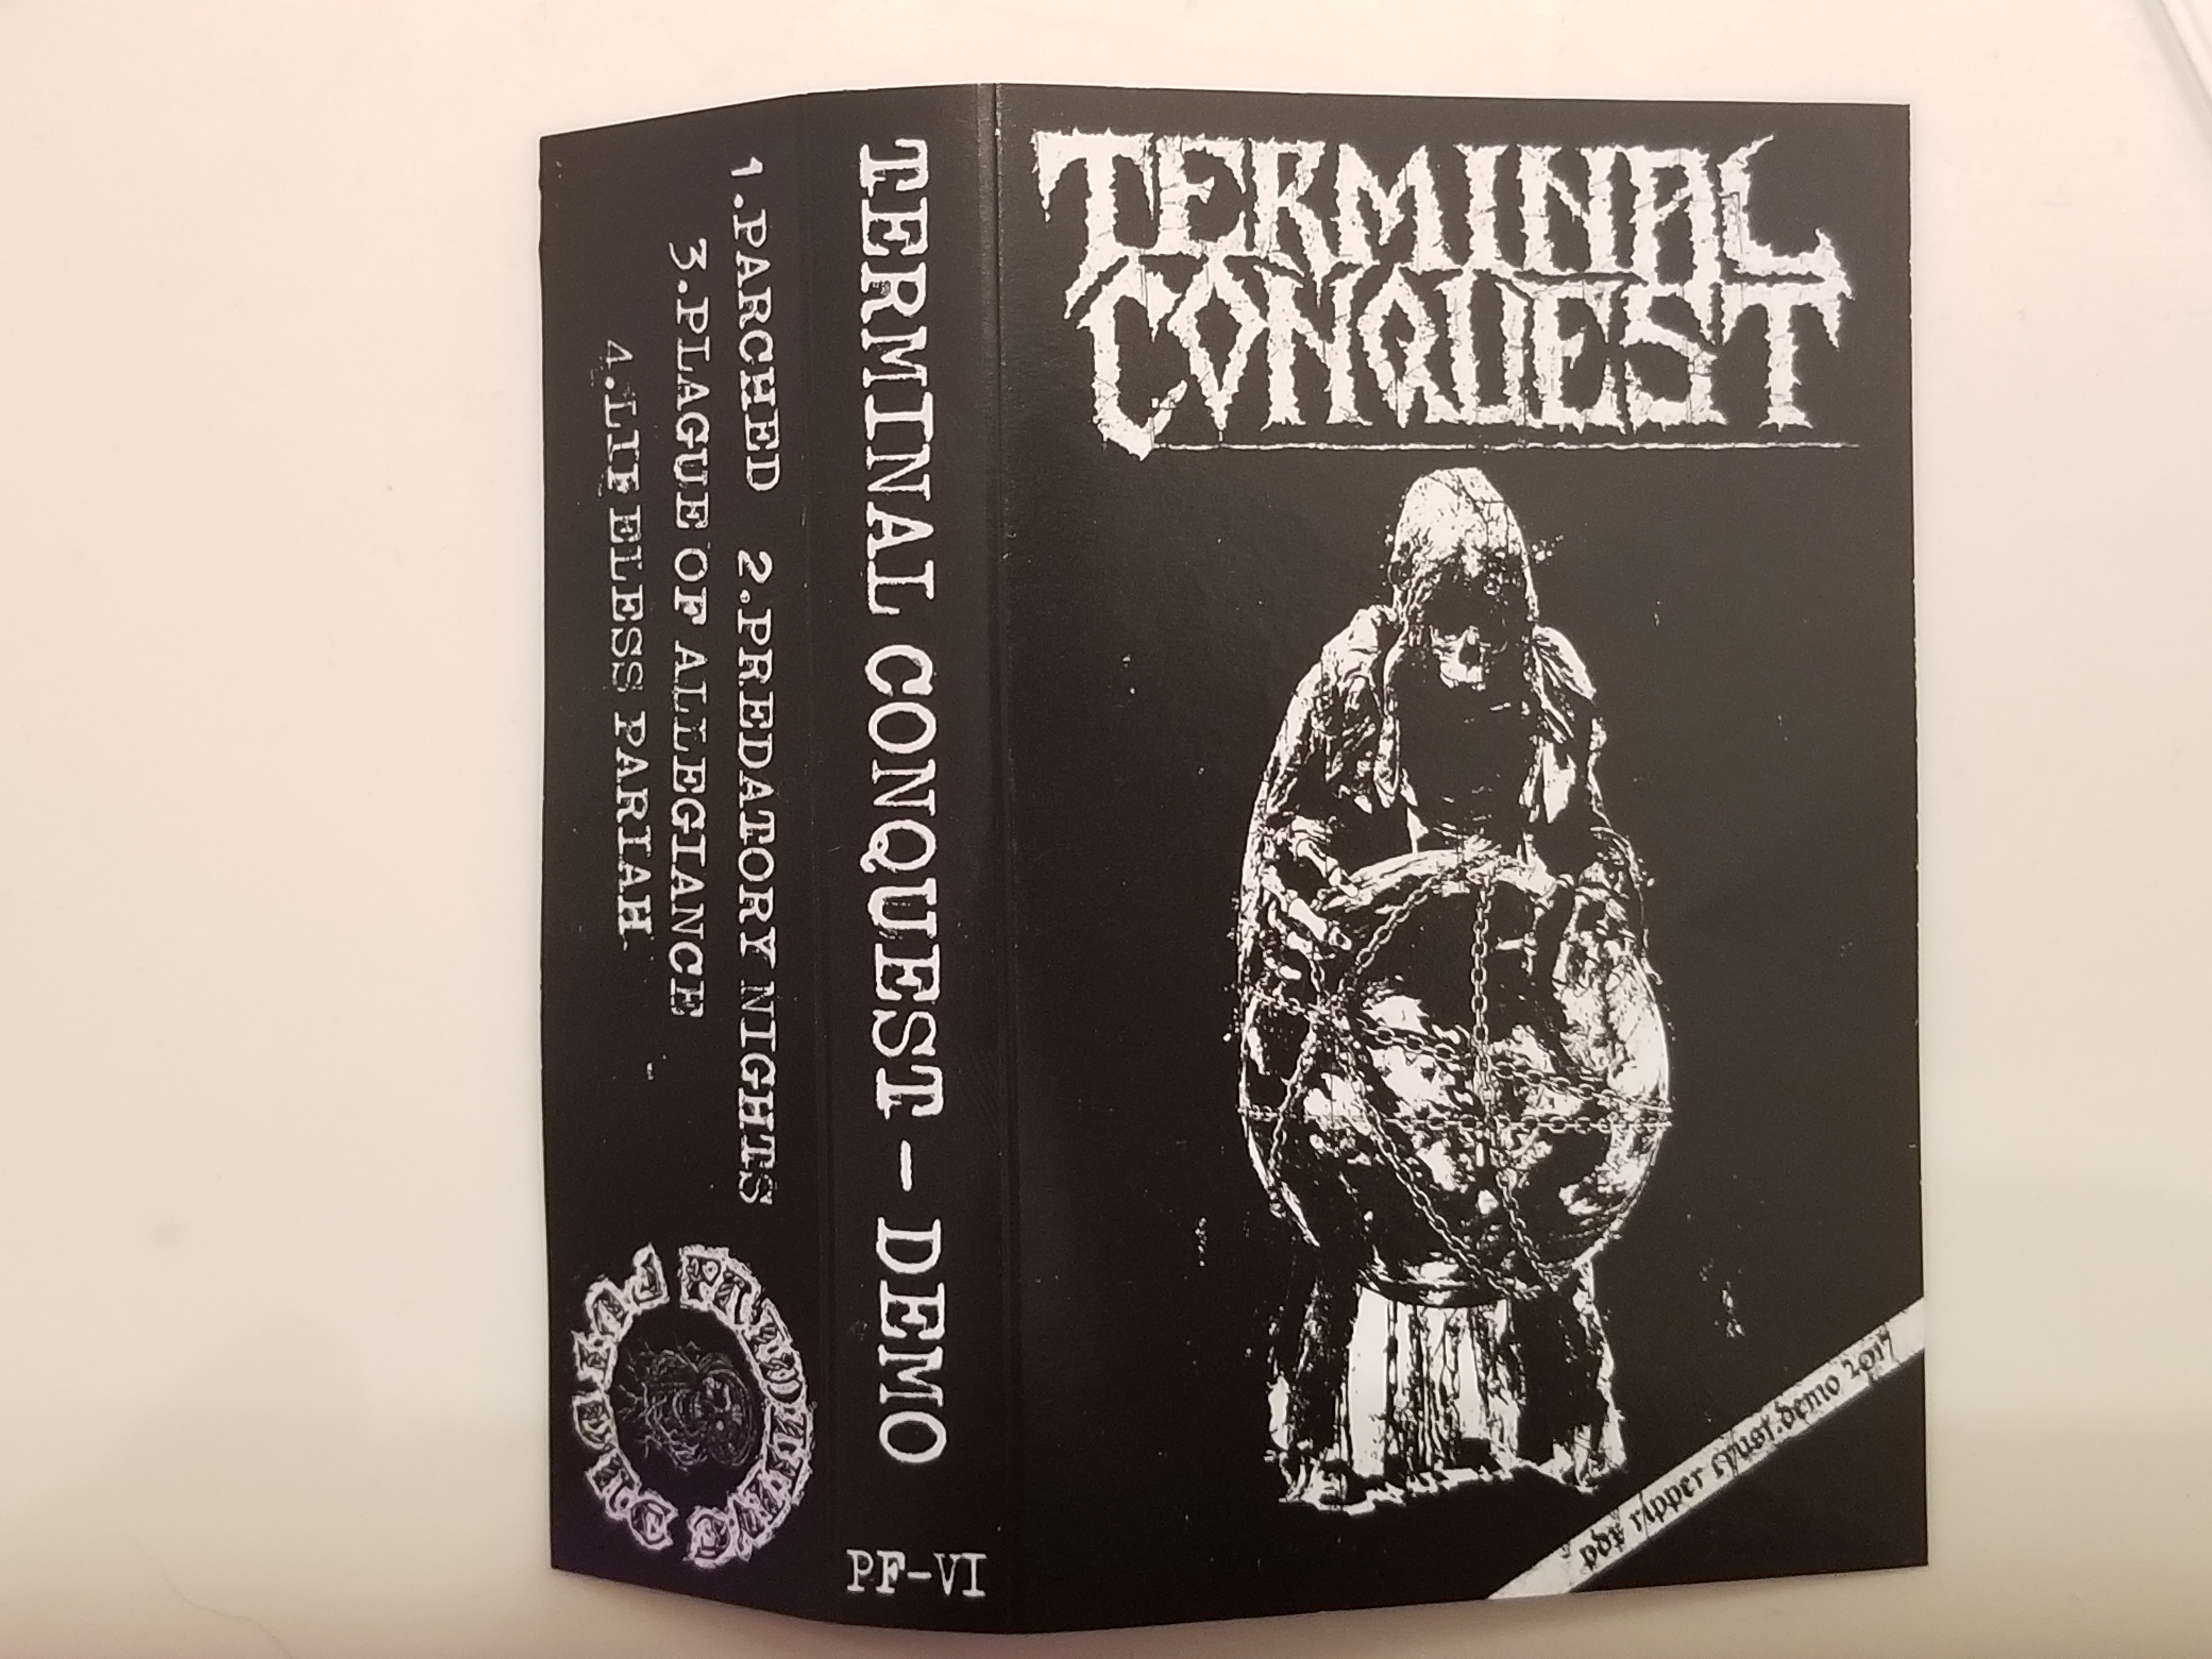 TERMINAL
CONQUEST
pdx ripper crust.demo 2017
TERMINAL CONQUEST - DEMO
PF-VI
1.PARCHED 2.PREDATORY NIGHTS
3.PLAGUE OF ALLEGIANCE
4.LIFELESS PARIAH